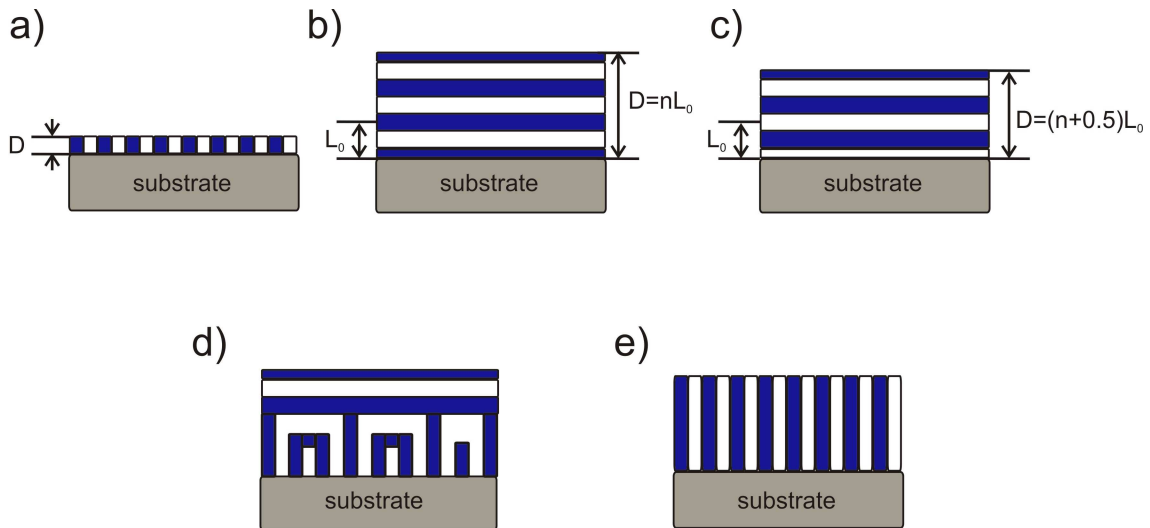 a)
D
substrate
b)
L₀
D=nL₀
substrate
c)
L₀
D=(n+0.5)L₀
substrate
d)
substrate
e)
substrate